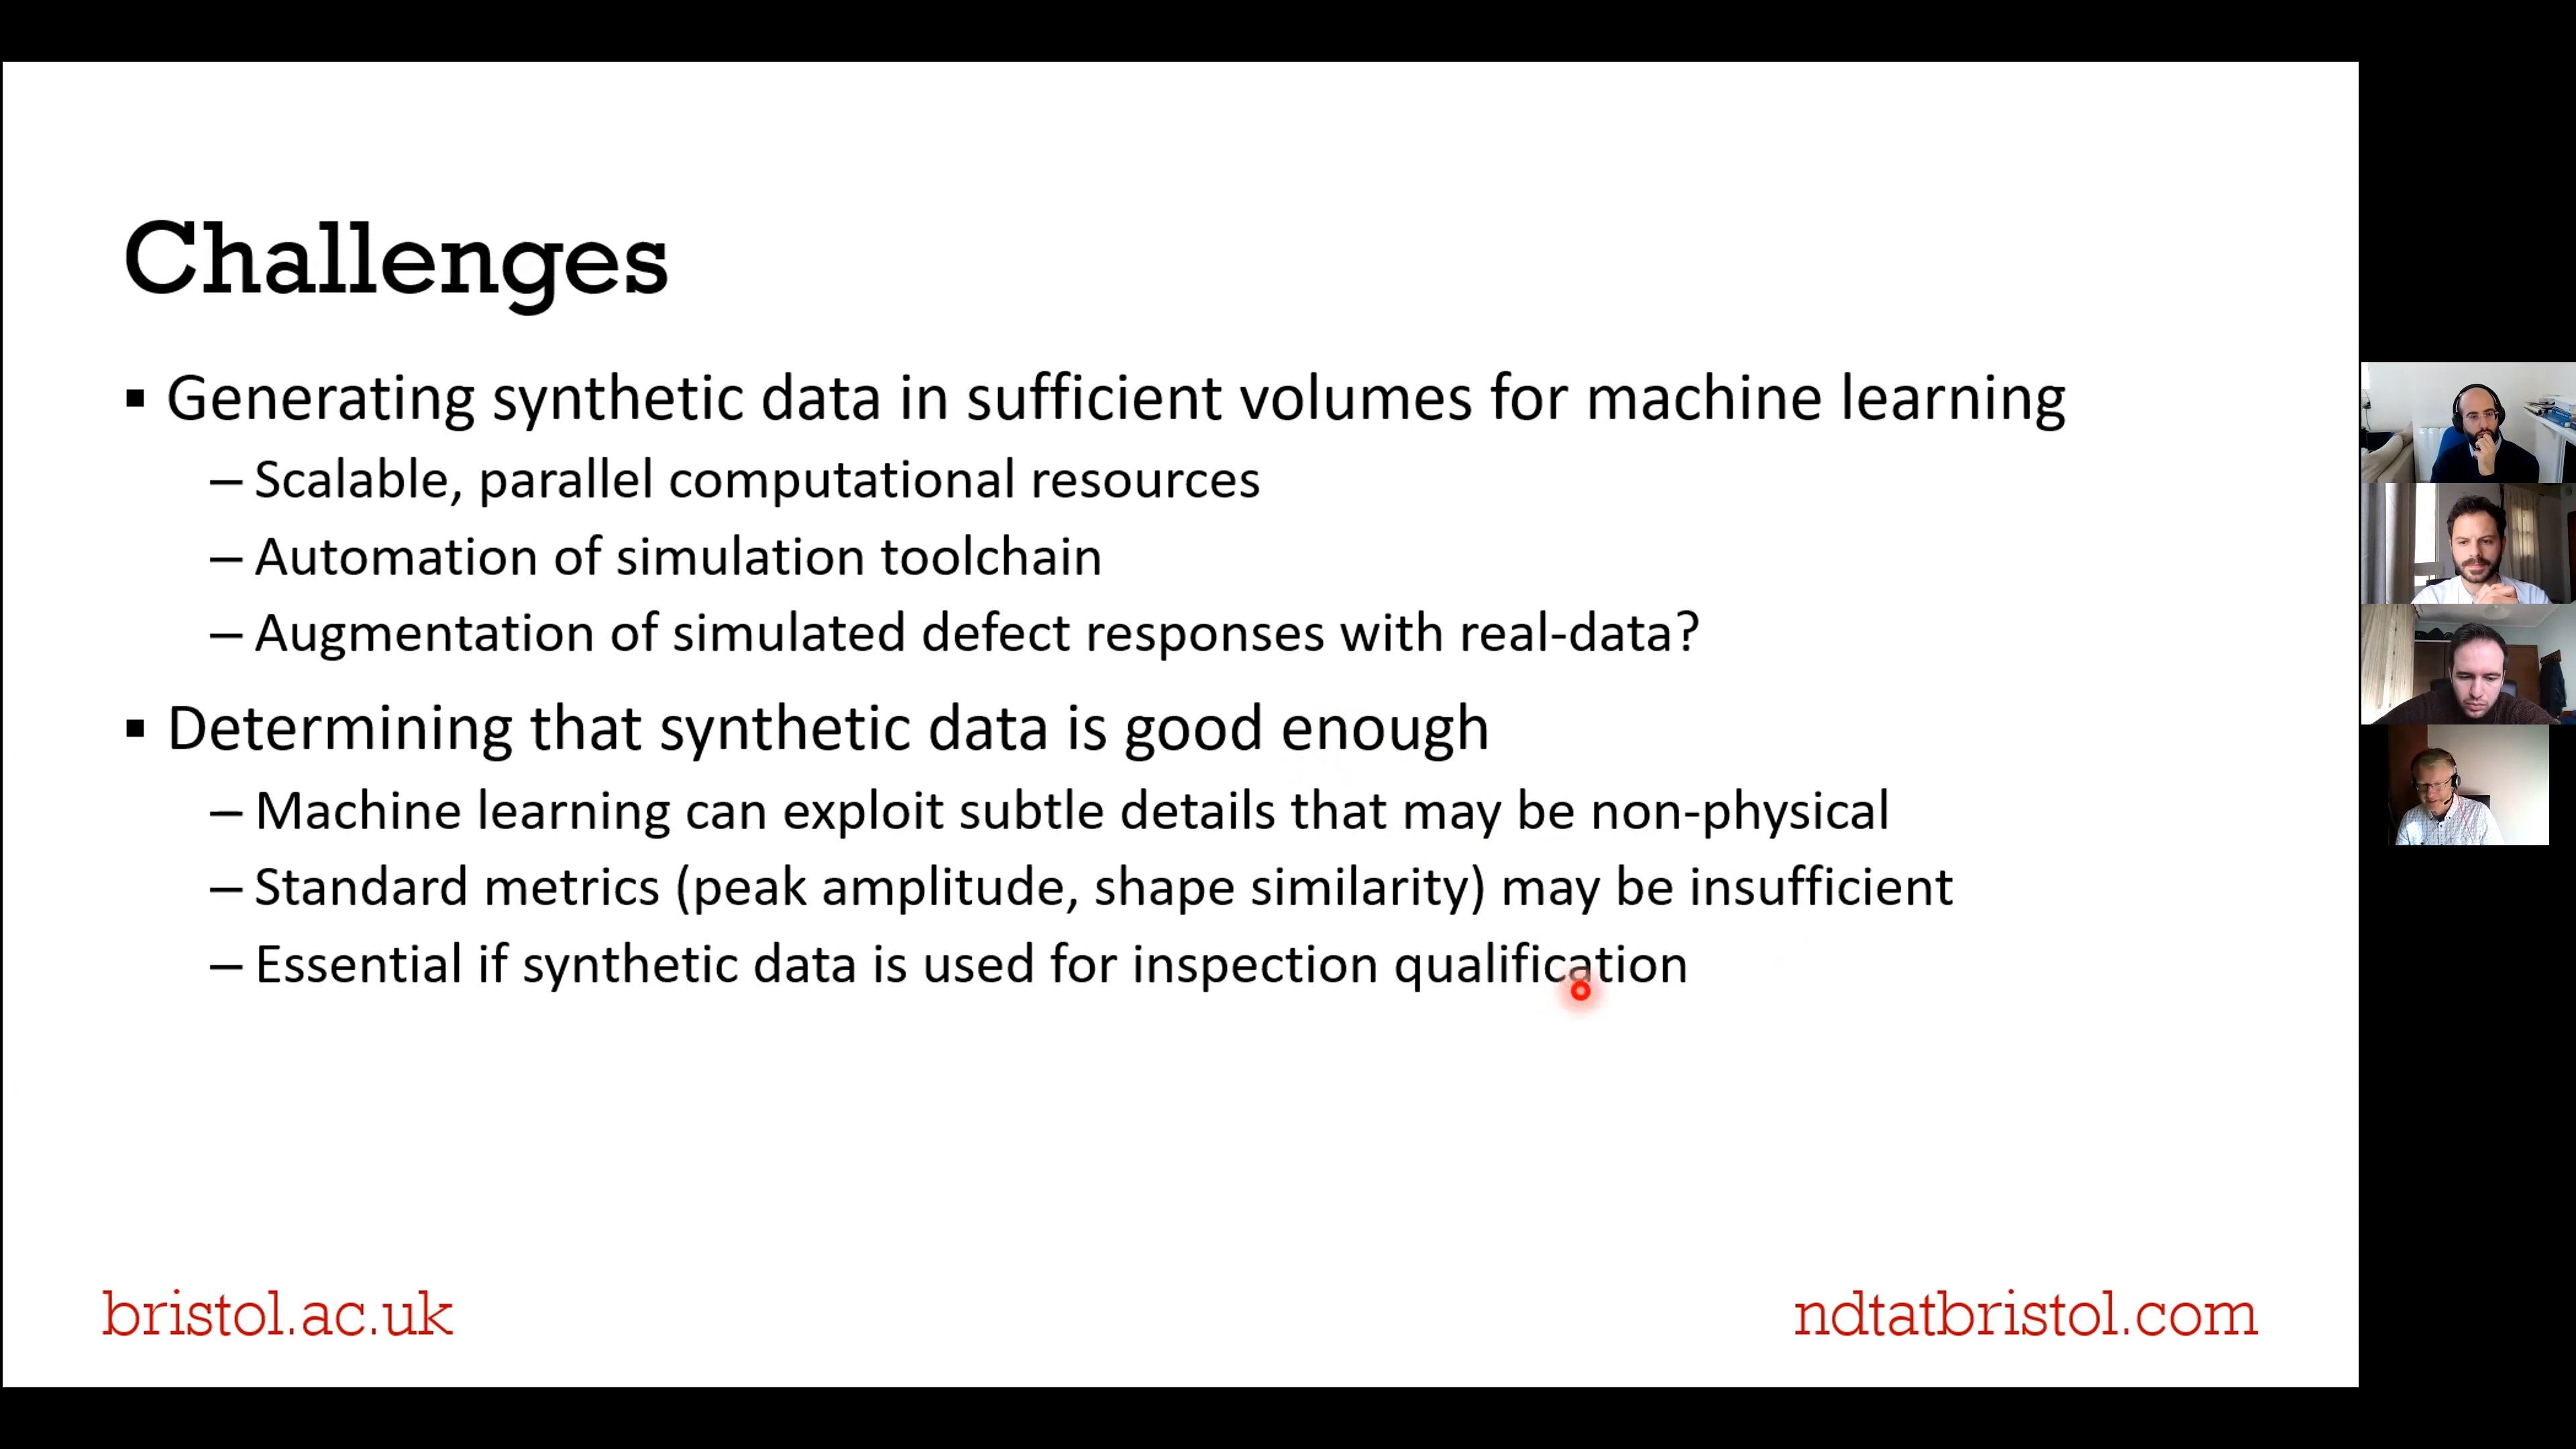 Challenges
▪ Generating synthetic data in sufficient volumes for machine learning
– Scalable, parallel computational resources
– Automation of simulation toolchain
– Augmentation of simulated defect responses with real-data?
▪ Determining that synthetic data is good enough
– Machine learning can exploit subtle details that may be non-physical
– Standard metrics (peak amplitude, shape similarity) may be insufficient
– Essential if synthetic data is used for inspection qualification
bristol.ac.uk
ndtatbristol.com